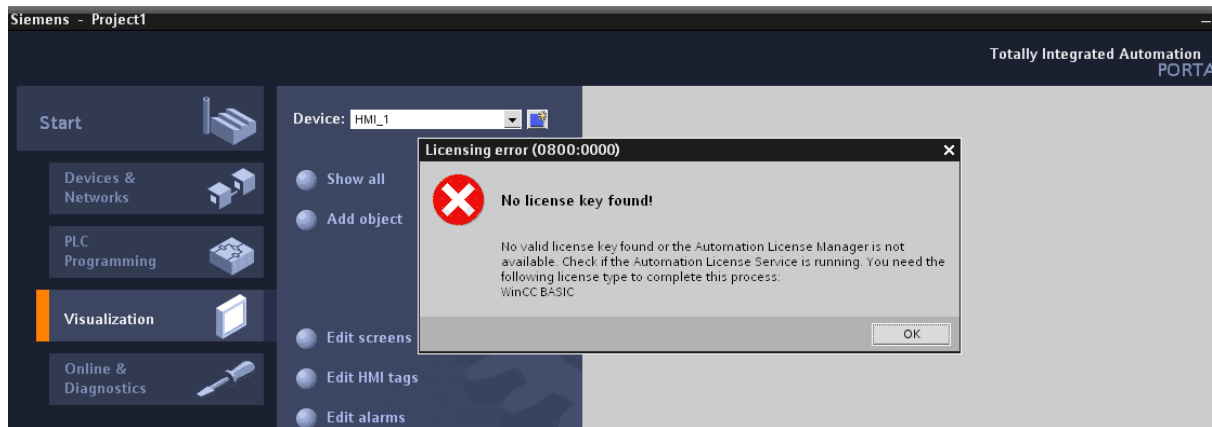 Siemens - Project1
Totally Integrated Automation
PORTA
Start
Devices &
Networks
PLC
Programming
Visualization
Online &
Diagnostics
Device: HMI_1
Show all
Add object
Edit screens
Edit HMI tags
Edit alarms
Licensing error (0800:0000)
No license key found!
No valid license key found or the Automation License Manager is not
available. Check if the Automation License Service is running. You need the
following license type to complete this process:
WinCC BASIC
OK